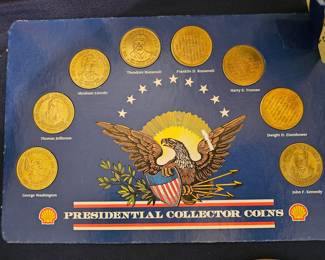 Theodore Roosevelt
Franklin D. Roosevelt
Abraham Lincoln
Harry S. Truman
Thomas Jefferson
Dwight D. Eisenhower
George Washington
John F. Kennedy
PRESIDENTIAL COLLECTOR COINS